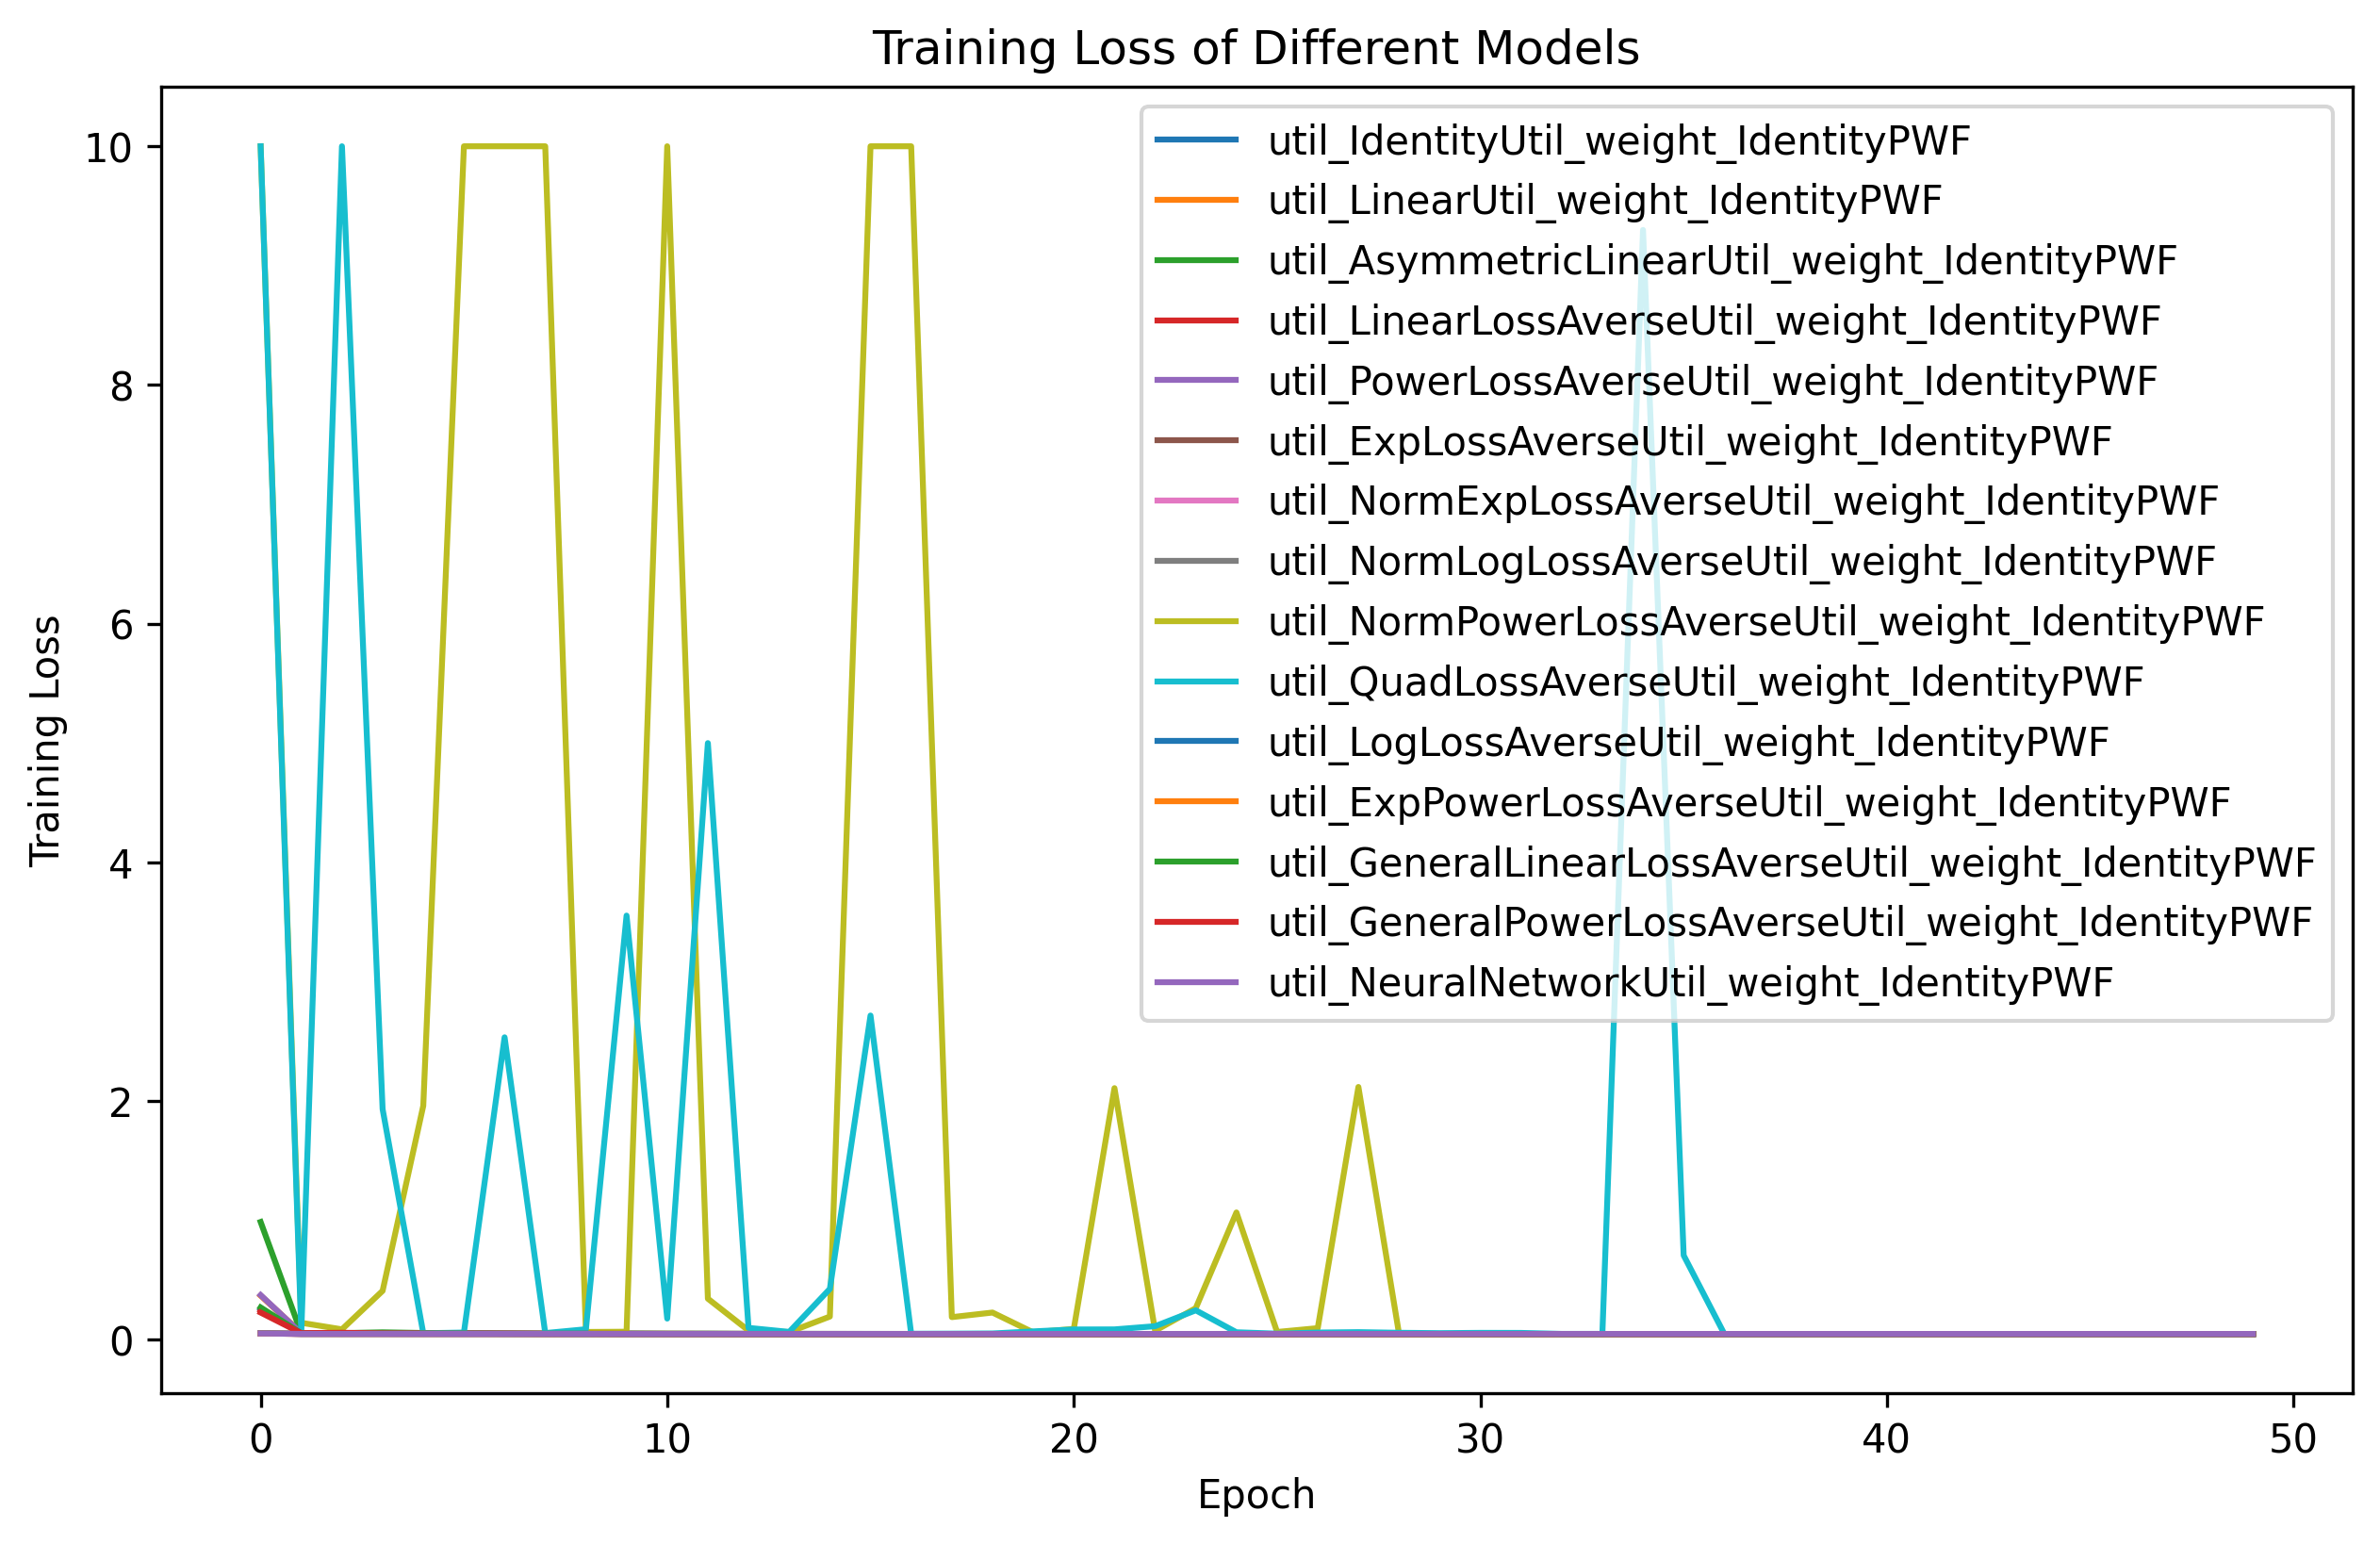 Training Loss of Different Models
10
8
6
4
2
0
Training Loss
util_IdentityUtil_weight_IdentityPWF
util_LinearUtil_weight_IdentityPWF
util_AsymmetricLinearUtil_weight_IdentityPWF
util_LinearLossAverseUtil_weight_IdentityPWF
util_PowerLossAverseUtil_weight_IdentityPWF
util_ExpLossAverseUtil_weight_IdentityPWF
util_NormExpLossAverseUtil_weight_IdentityPWF
util_NormLogLossAverseUtil_weight_IdentityPWF
util_NormPowerLossAverseUtil_weight_IdentityPWF
util_QuadLossAverseUtil_weight_IdentityPWF
util_LogLossAverseUtil_weight_IdentityPWF
util_ExpPowerLossAverseUtil_weight_IdentityPWF
util_GeneralLinearLossAverseUtil_weight_IdentityPWF
util_GeneralPowerLossAverseUtil_weight_IdentityPWF
util_NeuralNetworkUtil_weight_IdentityPWF
0 10 20 30 40 50
Epoch